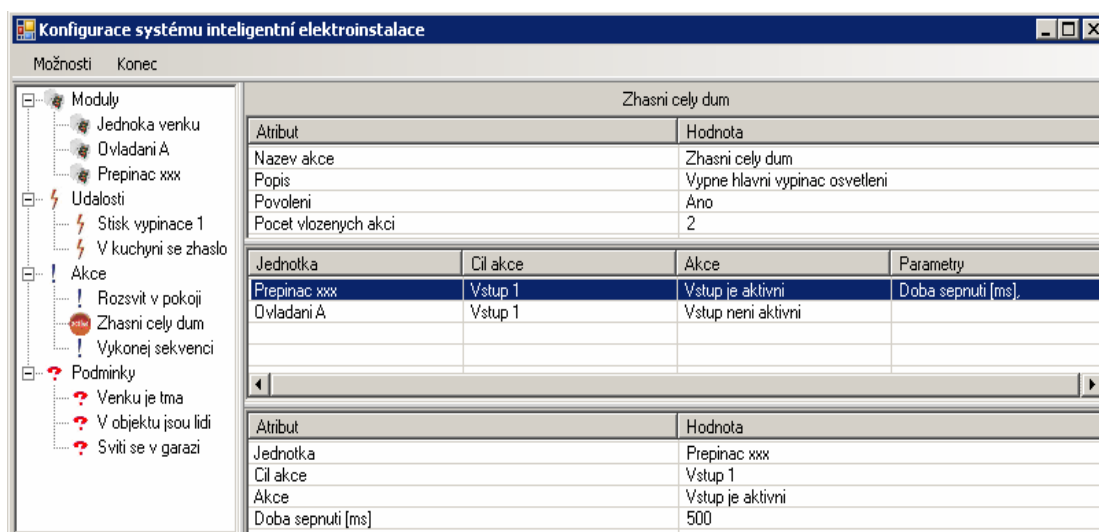 Konfigurace systému inteligentní elektroinstalace
Možnosti Konec
Moduly
Jednoka venku
Ovladani A
Prepinac xxx
Udalosti
Stisk vypinace 1
V kuchyni se zhaslo
Akce
Rozsvit v pokoji
Zhasni cely dum
Vykonej sekvenci
Podminky
Venku je tma
V objektu jsou lidi
Sviti se v garazi
Zhasni cely dum
Atribut Hodnota
Nazev akce Zhasni cely dum
Popis Vypne hlavni vypinac osvetleni
Povoleni Ano
Pocet vlozenych akci 2
Jednotka Cil akce Akce Parametry
Prepinac xxx Vstup 1 Vstup je aktivni Doba sepnuti [ms],
Ovladani A Vstup 1 Vstup neni aktivni
Atribut Hodnota
Jednotka Prepinac xxx
Cil akce Vstup 1
Akce Vstup je aktivni
Doba sepnuti [ms] 500